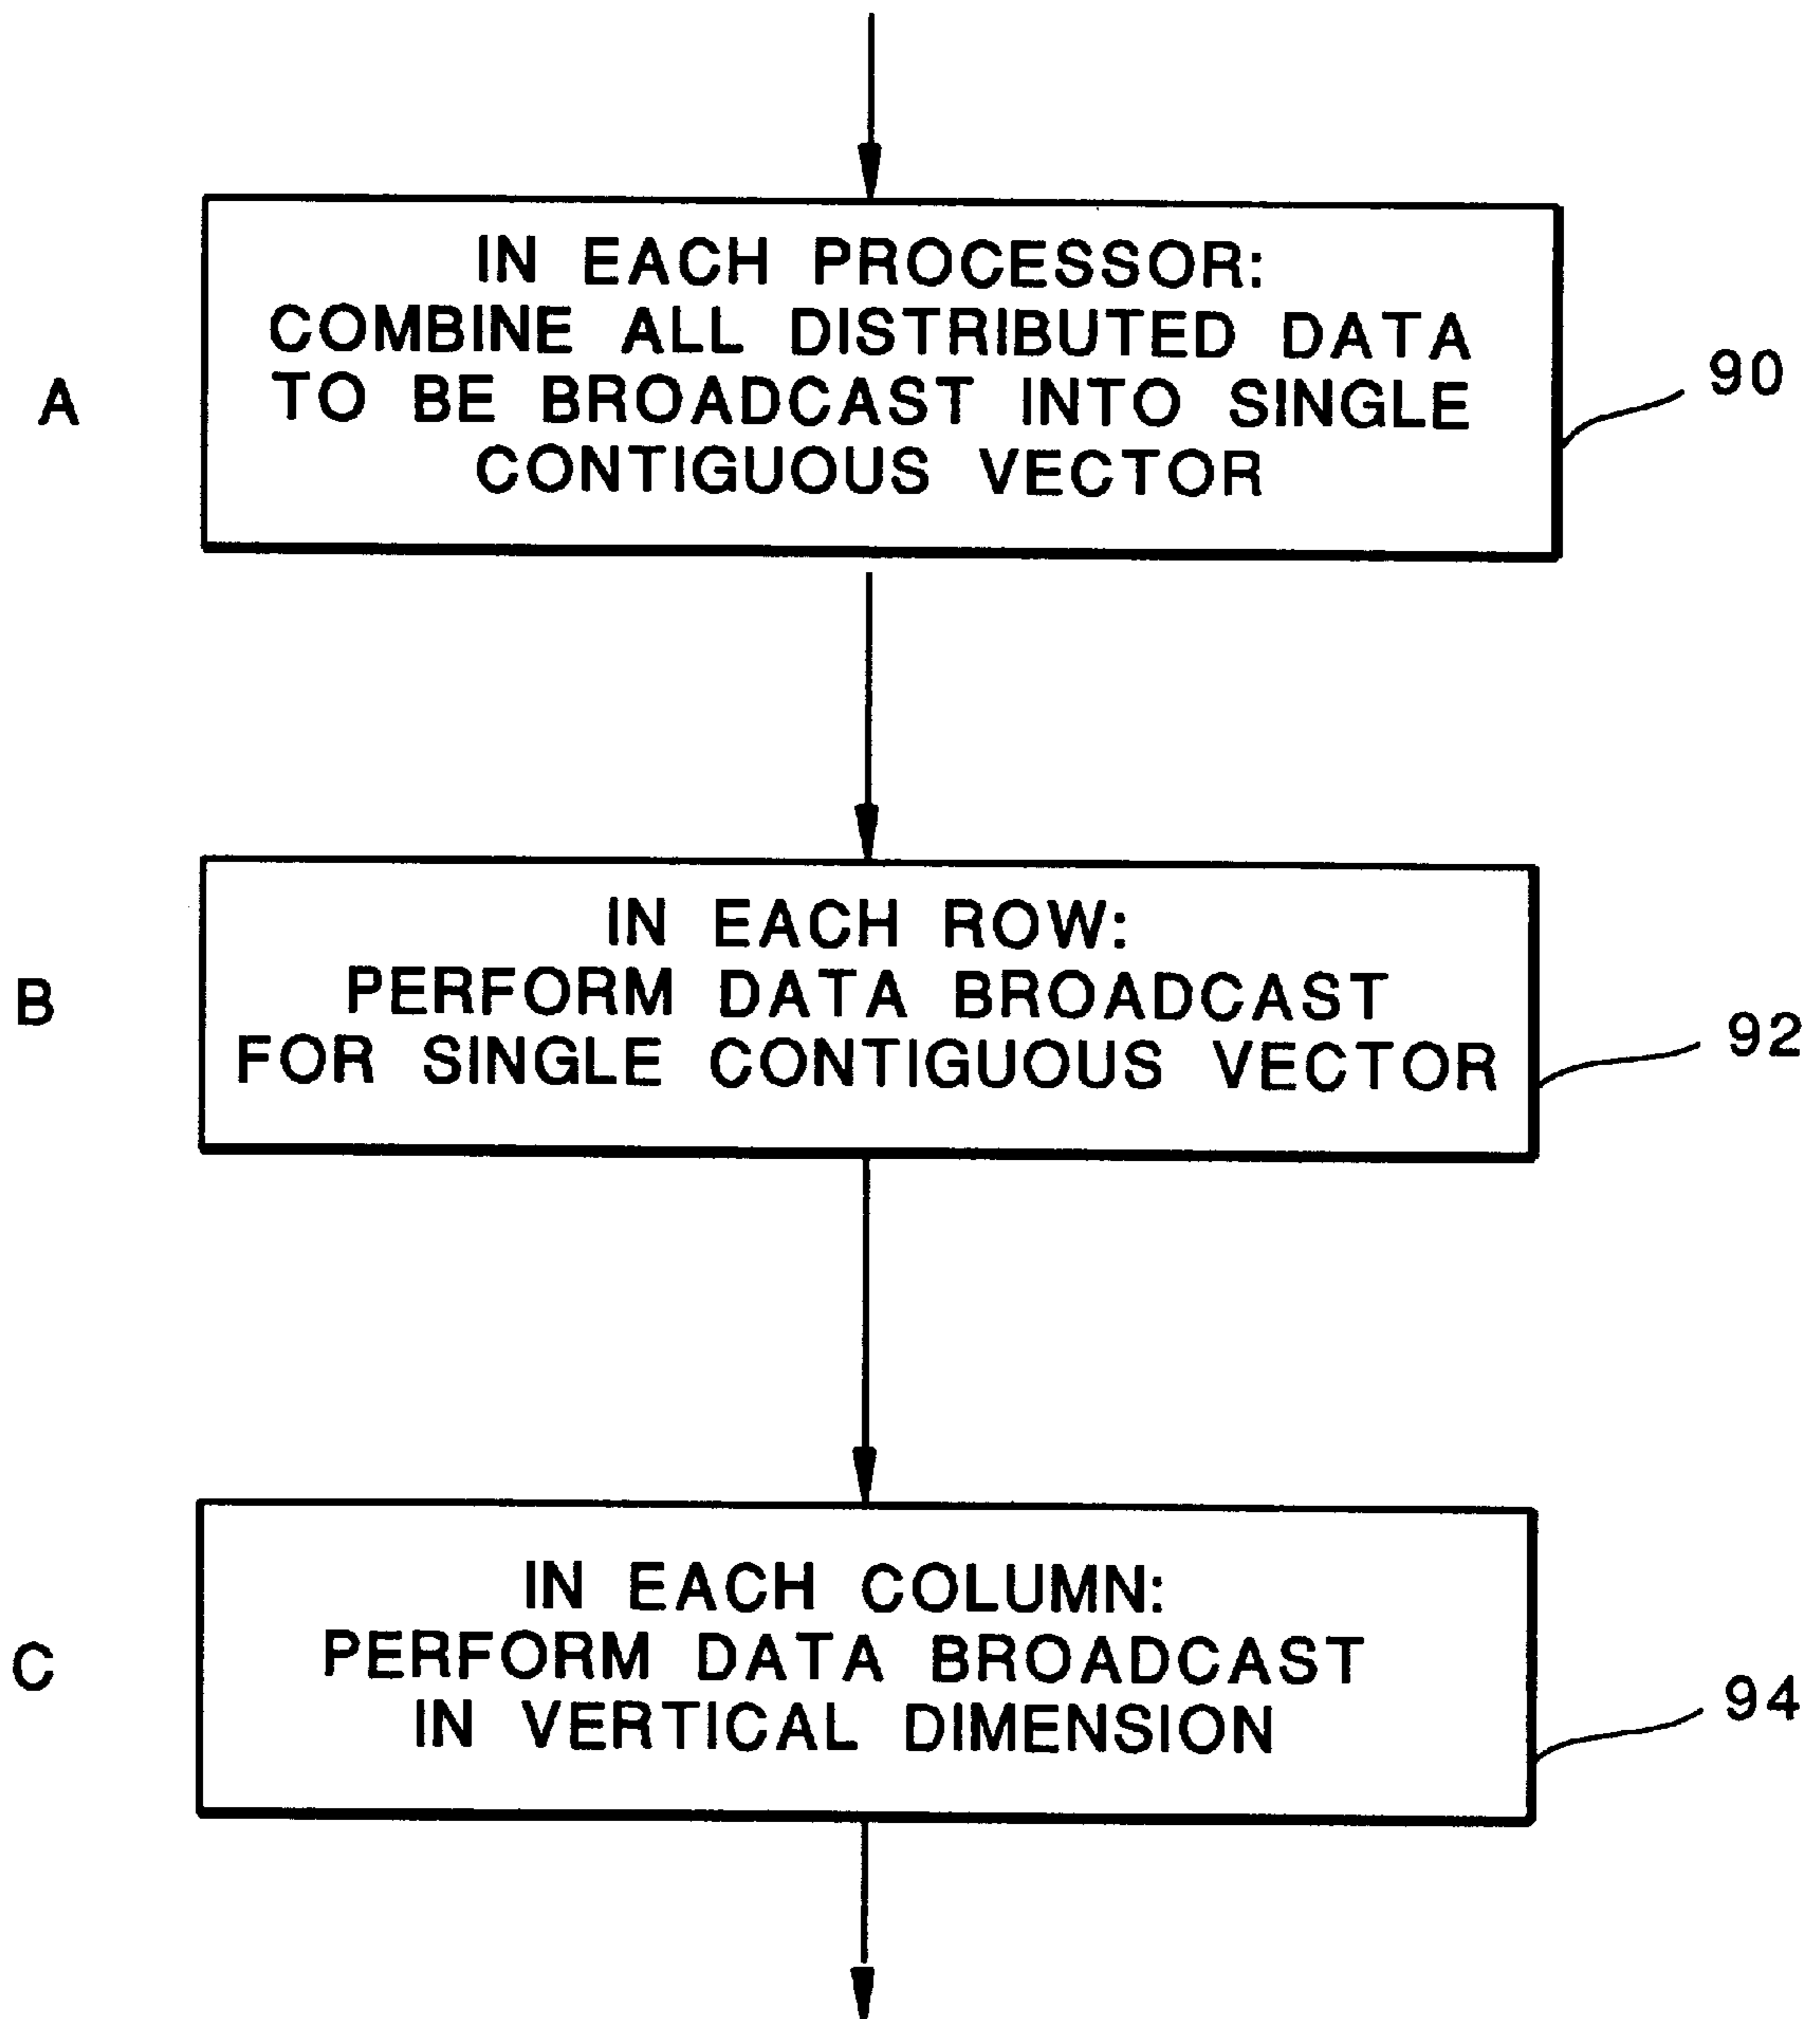 IN EACH PROCESSOR:
COMBINE ALL DISTRIBUTED DATA
TO BE BROADCAST INTO SINGLE
CONTIGUOUS VECTOR
A
90
IN EACH ROW:
PERFORM DATA BROADCAST
FOR SINGLE CONTIGUOUS VECTOR
B
92
IN EACH COLUMN:
PERFORM DATA BROADCAST
IN VERTICAL DIMENSION
C
94